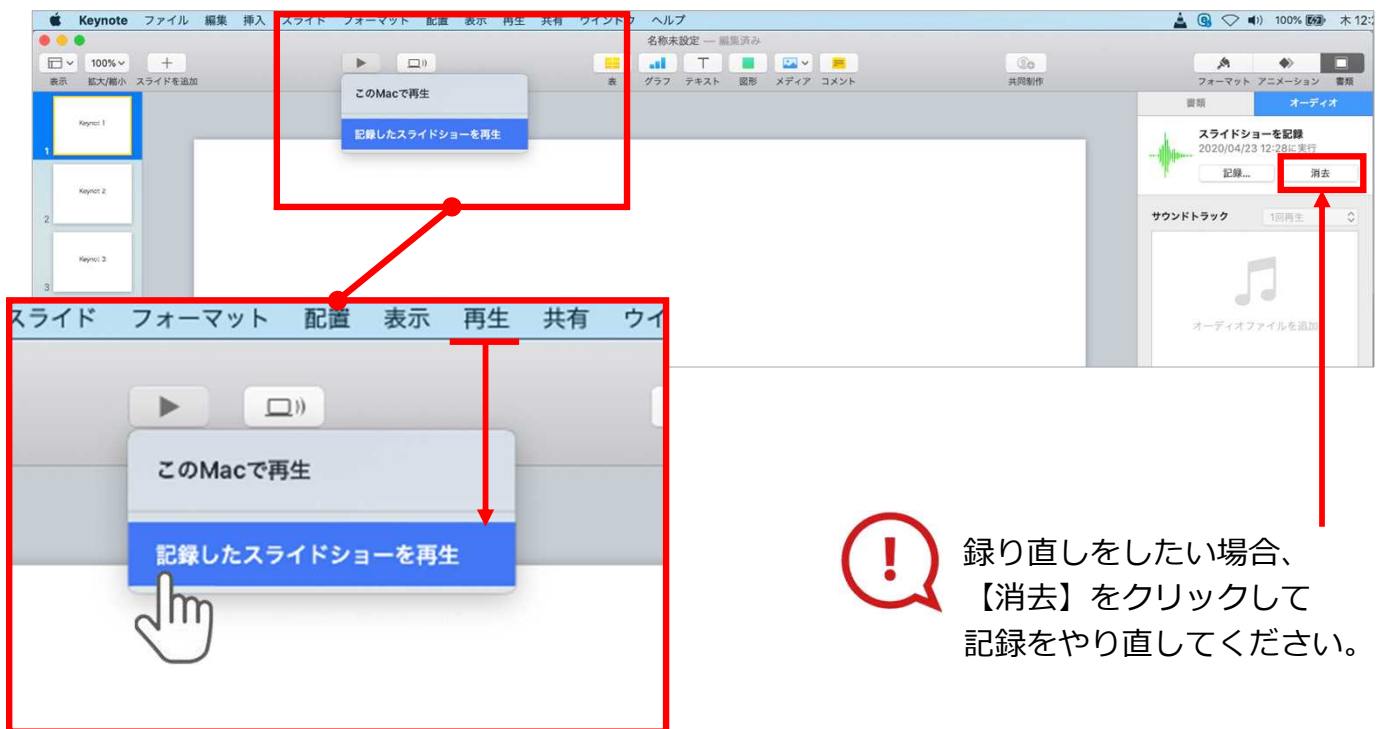 Keynote ファイル 編集 挿入 スライド フォーマット 配置 表示 再生 共有 ウインドウ ヘルプ 100% 木 12:
名称未設定 — 編集済み
100%
表示 拡大/縮小 スライドを追加 表 グラフ テキスト 図形 メディア コメント 共同制作 フォーマット アニメーション 書類
このMacで再生
記録したスライドショーを再生
Keynot 1
1
Keynot 2
2
Keynot 3
3
書類 オーディオ
スライドショーを記録
2020/04/23 12:28に実行
記録... 消去
サウンドトラック 1回再生
オーディオファイルを追加
スライド フォーマット 配置 表示 再生 共有 ウイ
このMacで再生
記録したスライドショーを再生
録り直しをしたい場合、
【消去】をクリックして
記録をやり直してください。